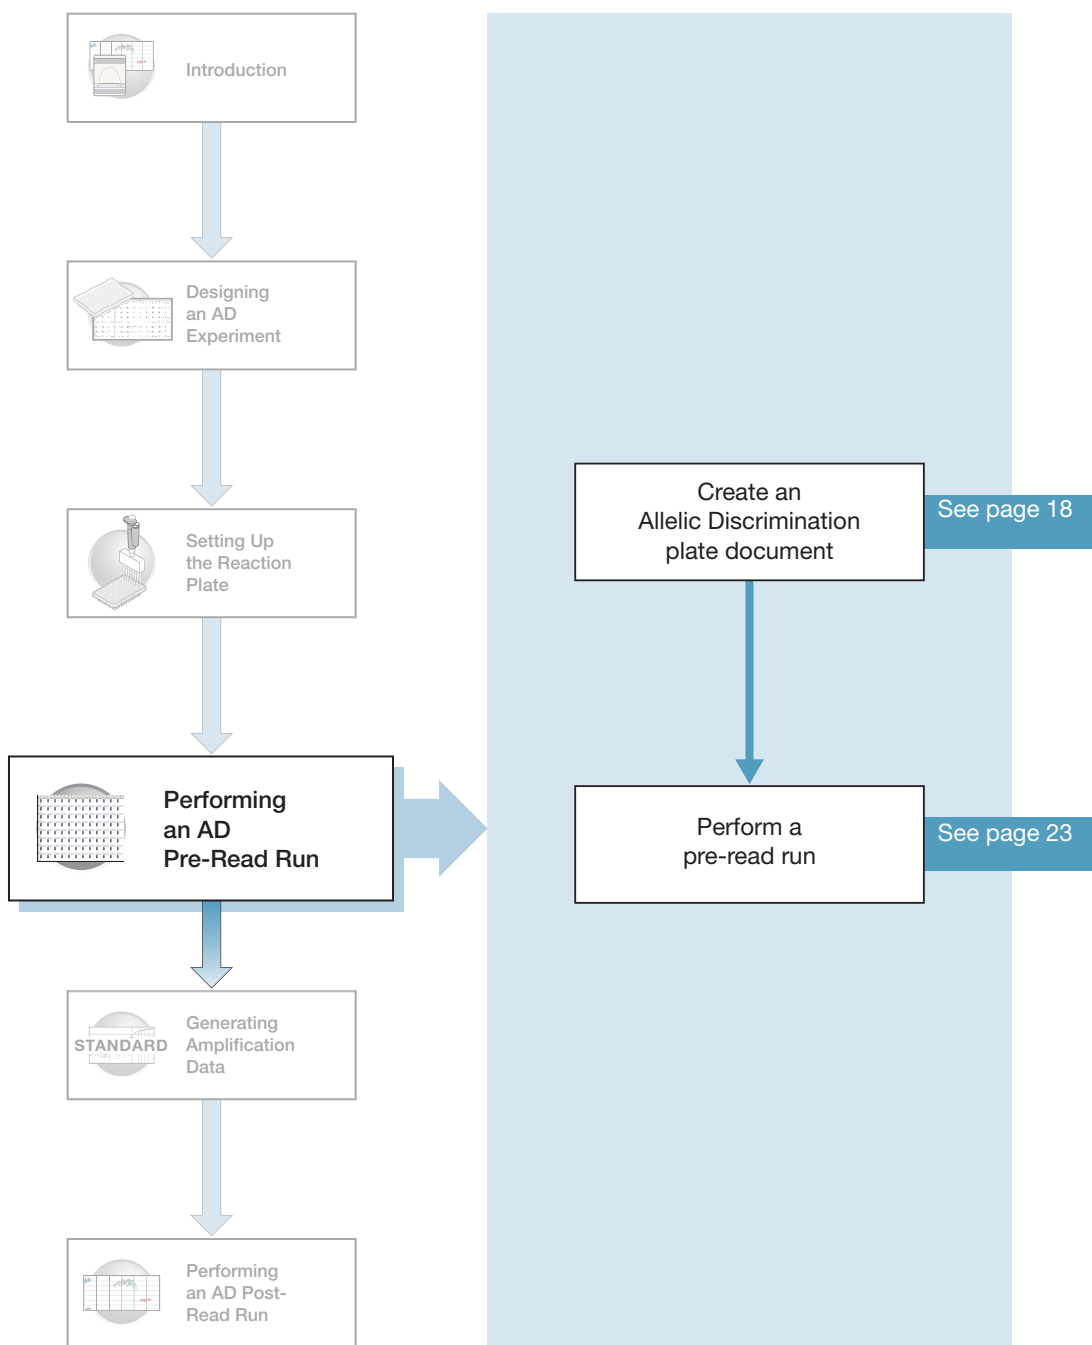 Introduction
Designing
an AD
Experiment
Setting Up
the Reaction
Plate
Performing
an AD
Pre-Read Run
STANDARD
Generating
Amplification
Data
Performing
an AD Post-
Read Run
Create an
Allelic Discrimination
plate document
See page 18
Perform a
pre-read run
See page 23